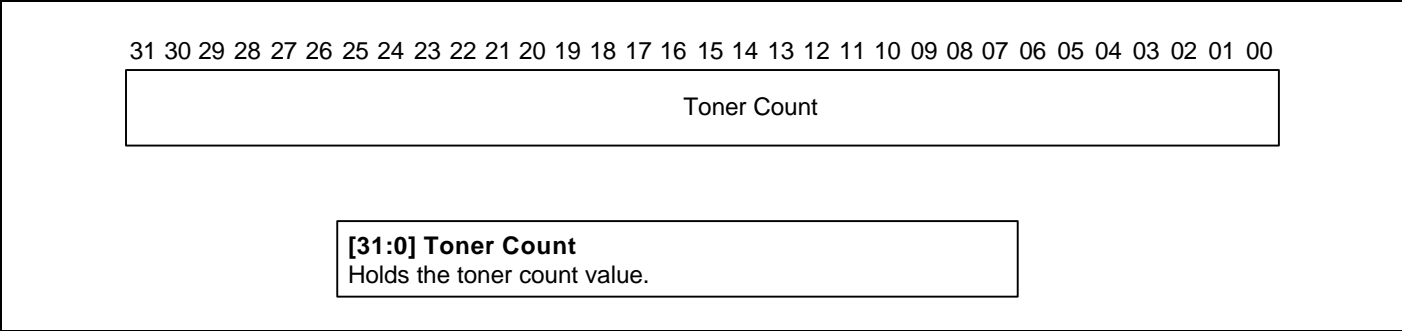 31 30 29 28 27 26 25 24 23 22 21 20 19 18 17 16 15 14 13 12 11 10 09 08 07 06 05 04 03 02 01 00
Toner Count
[31:0] Toner Count
Holds the toner count value.